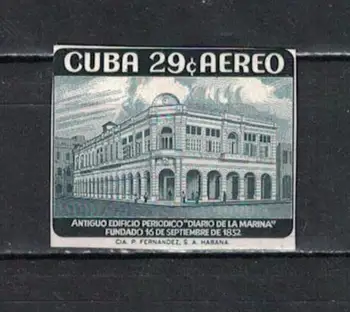 CUBA 29¢ AEREO
ANTIGUO EDIFICIO PERIODICO "DIARIO DE LA MARINA"
FUNDADO 16 DE SEPTIEMBRE DE 1832
CIA. P. FERNANDEZ, S. A. HABANA